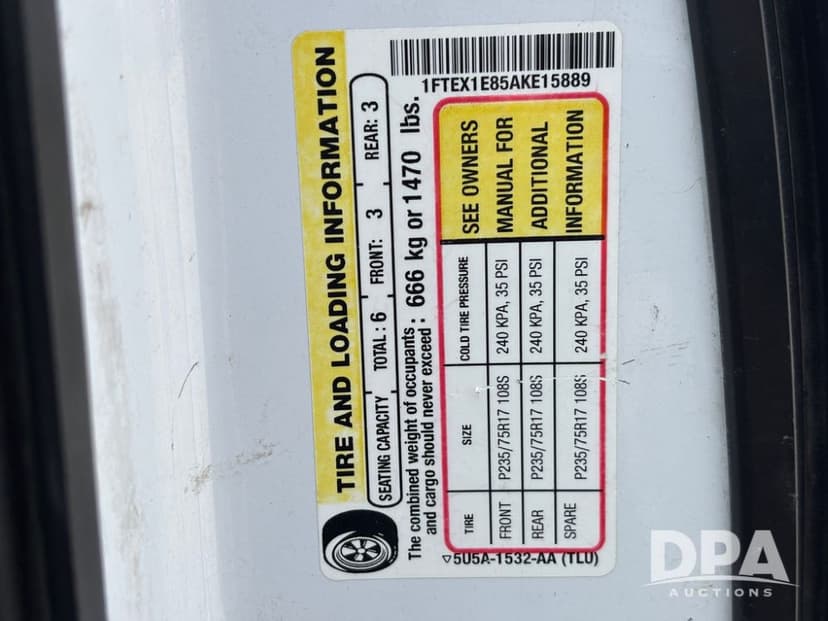 TIRE AND LOADING INFORMATION
SEATING CAPACITY TOTAL : 6 FRONT: 3 REAR: 3
The combined weight of occupants
and cargo should never exceed : 666 kg or 1470 lbs.
TIRE SIZE COLD TIRE PRESSURE
FRONT P235/75R17 108S 240 KPA, 35 PSI
REAR P235/75R17 108S 240 KPA, 35 PSI
SPARE P235/75R17 108S 240 KPA, 35 PSI
SEE OWNERS
MANUAL FOR
ADDITIONAL
INFORMATION
1FTEX1E85AKE15889
5U5A-1532-AA (TLU)
DPA
AUCTIONS